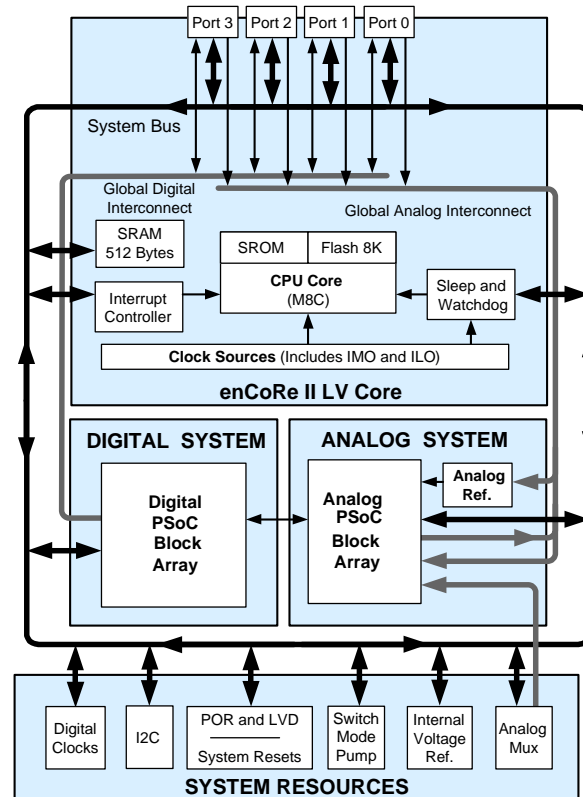 Port 3
Port 2
Port 1
Port 0
System Bus
Global Digital
Interconnect
Global Analog Interconnect
SRAM
512 Bytes
SROM
Flash 8K
CPU Core
(M8C)
Interrupt
Controller
Sleep and
Watchdog
Clock Sources (Includes IMO and ILO)
enCoRe II LV Core
DIGITAL SYSTEM
Digital
PSoC
Block
Array
ANALOG SYSTEM
Analog
PSoC
Block
Array
Analog
Ref.
Digital
Clocks
I2C
POR and LVD
System Resets
Switch
Mode
Pump
Internal
Voltage
Ref.
Analog
Mux
SYSTEM RESOURCES